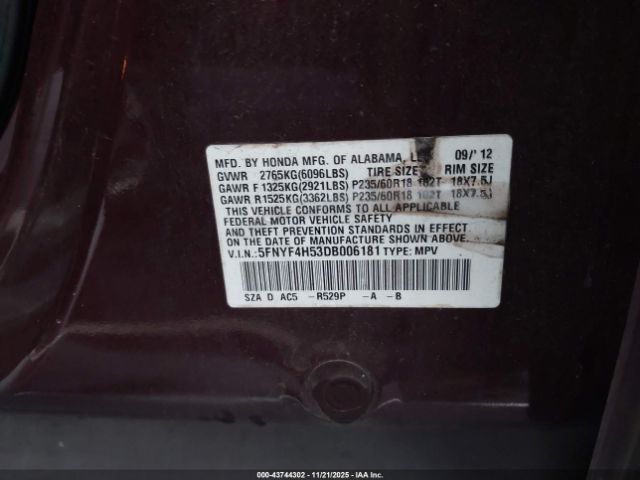 MFD. BY HONDA MFG. OF ALABAMA, LLC 09/'12
GVWR 2765KG(6096LBS) TIRE SIZE RIM SIZE
GAWR F 1325KG(2921LBS) P235/60R18 102T 18X7.5J
GAWR R1525KG(3362LBS) P235/60R18 102T 18X7.5J
THIS VEHICLE CONFORMS TO ALL APPLICABLE
FEDERAL MOTOR VEHICLE SAFETY
AND THEFT PREVENTION STANDARDS IN EFFECT
ON THE DATE OF MANUFACTURE SHOWN ABOVE.
V.I.N.:5FNYF4H53DB006181 TYPE: MPV
SZA D AC5 -R529P -A -B
000-43744302 - 11/21/2025 - IAA Inc.